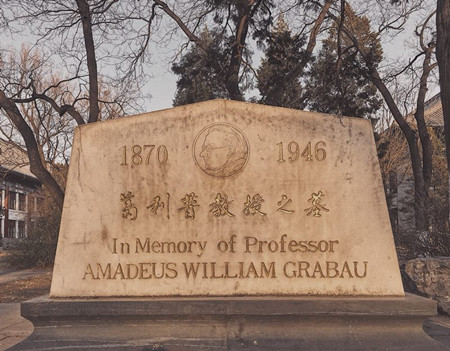 1870 1946
葛利普教授之墓
In Memory of Professor
AMADEUS WILLIAM GRABAU